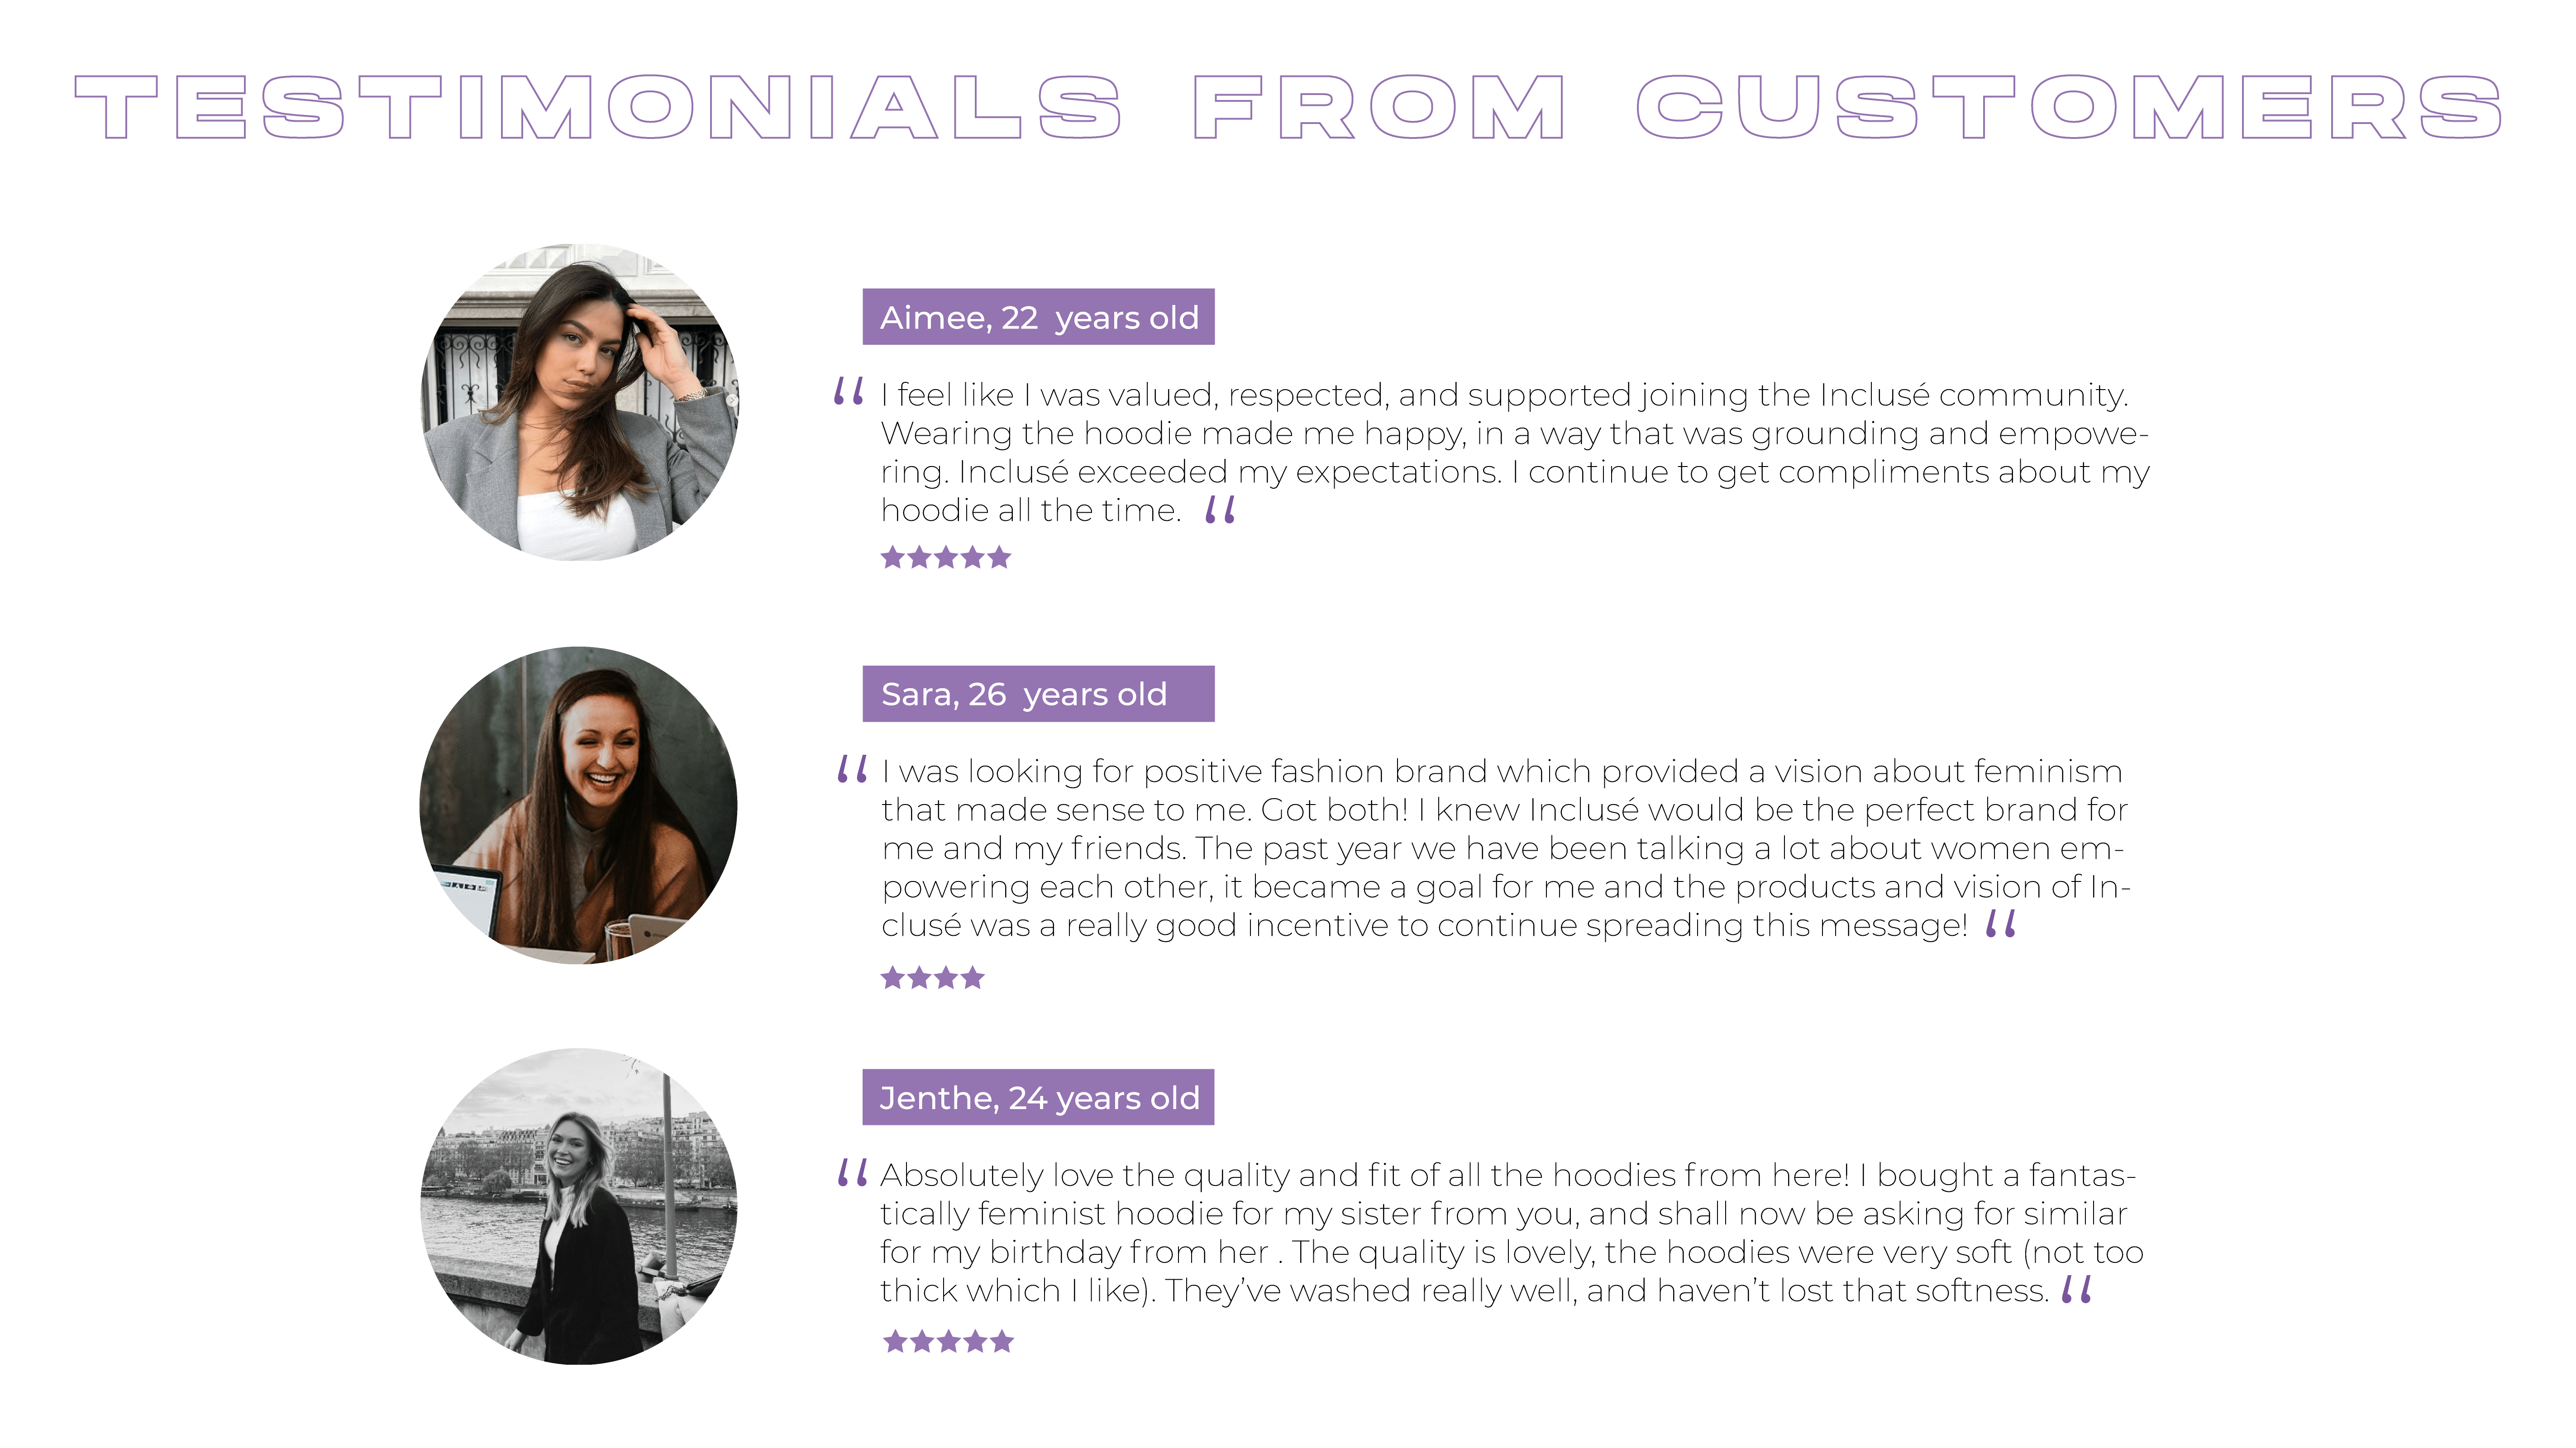 TESTIMONIALS FROM CUSTOMERS
Aimee, 22  years old
“ I feel like I was valued, respected, and supported joining the Inclusé community.
Wearing the hoodie made me happy, in a way that was grounding and empowe-
ring. Inclusé exceeded my expectations. I continue to get compliments about my
hoodie all the time. “
★★★★★
Sara, 26  years old
“ I was looking for positive fashion brand which provided a vision about feminism
that made sense to me. Got both! I knew Inclusé would be the perfect brand for
me and my friends. The past year we have been talking a lot about women em-
powering each other, it became a goal for me and the products and vision of In-
clusé was a really good incentive to continue spreading this message! “
★★★★
Jenthe, 24 years old
“ Absolutely love the quality and fit of all the hoodies from here! I bought a fantas-
tically feminist hoodie for my sister from you, and shall now be asking for similar
for my birthday from her . The quality is lovely, the hoodies were very soft (not too
thick which I like). They’ve washed really well, and haven’t lost that softness. “
★★★★★